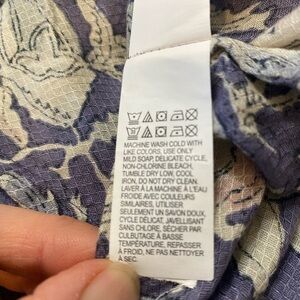 MACHINE WASH COLD WITH
LIKE COLORS, USE ONLY
MILD SOAP, DELICATE CYCLE,
NON-CHLORINE BLEACH,
TUMBLE DRY LOW, COOL
IRON, DO NOT DRY CLEAN.
LAVER À LA MACHINE À L'EAU
FROIDE AVEC COULEURS
SIMILAIRES, UTILISER
SEULEMENT UN SAVON DOUX,
CYCLE DÉLICAT, JAVELLISANT
SANS CHLORE, SÉCHER PAR
CULBUTAGE À BASSE
TEMPÉRATURE, REPASSER
À FROID, NE PAS NETTOYER
À SEC.